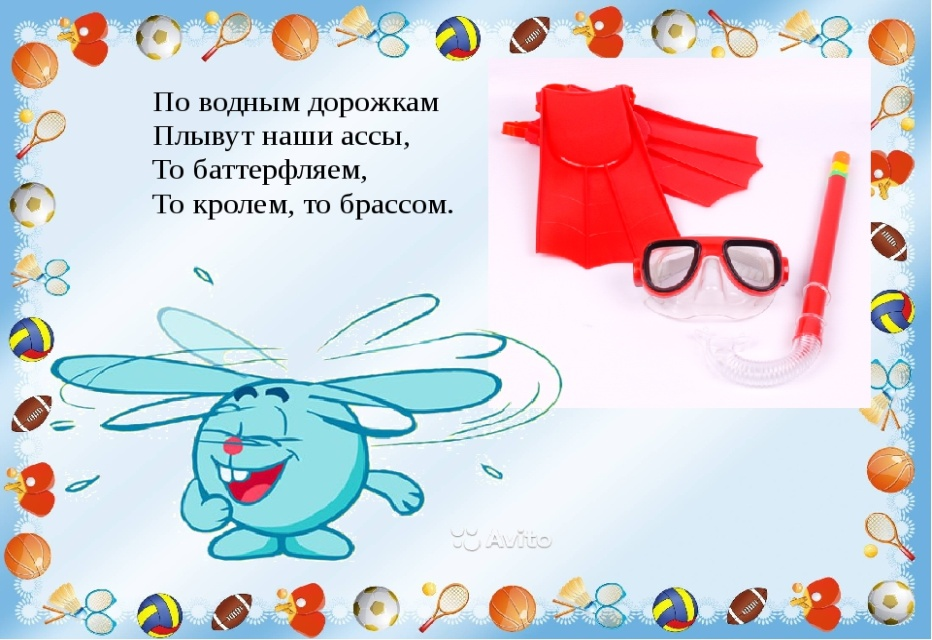 По водным дорожкам
Плывут наши ассы,
То баттерфляем,
То кролем, то брассом.
Avito